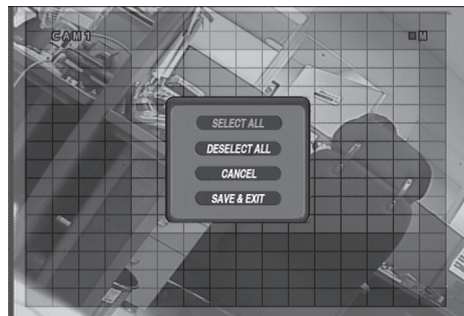 CAM1
M
SELECT ALL
DESELECT ALL
CANCEL
SAVE & EXIT